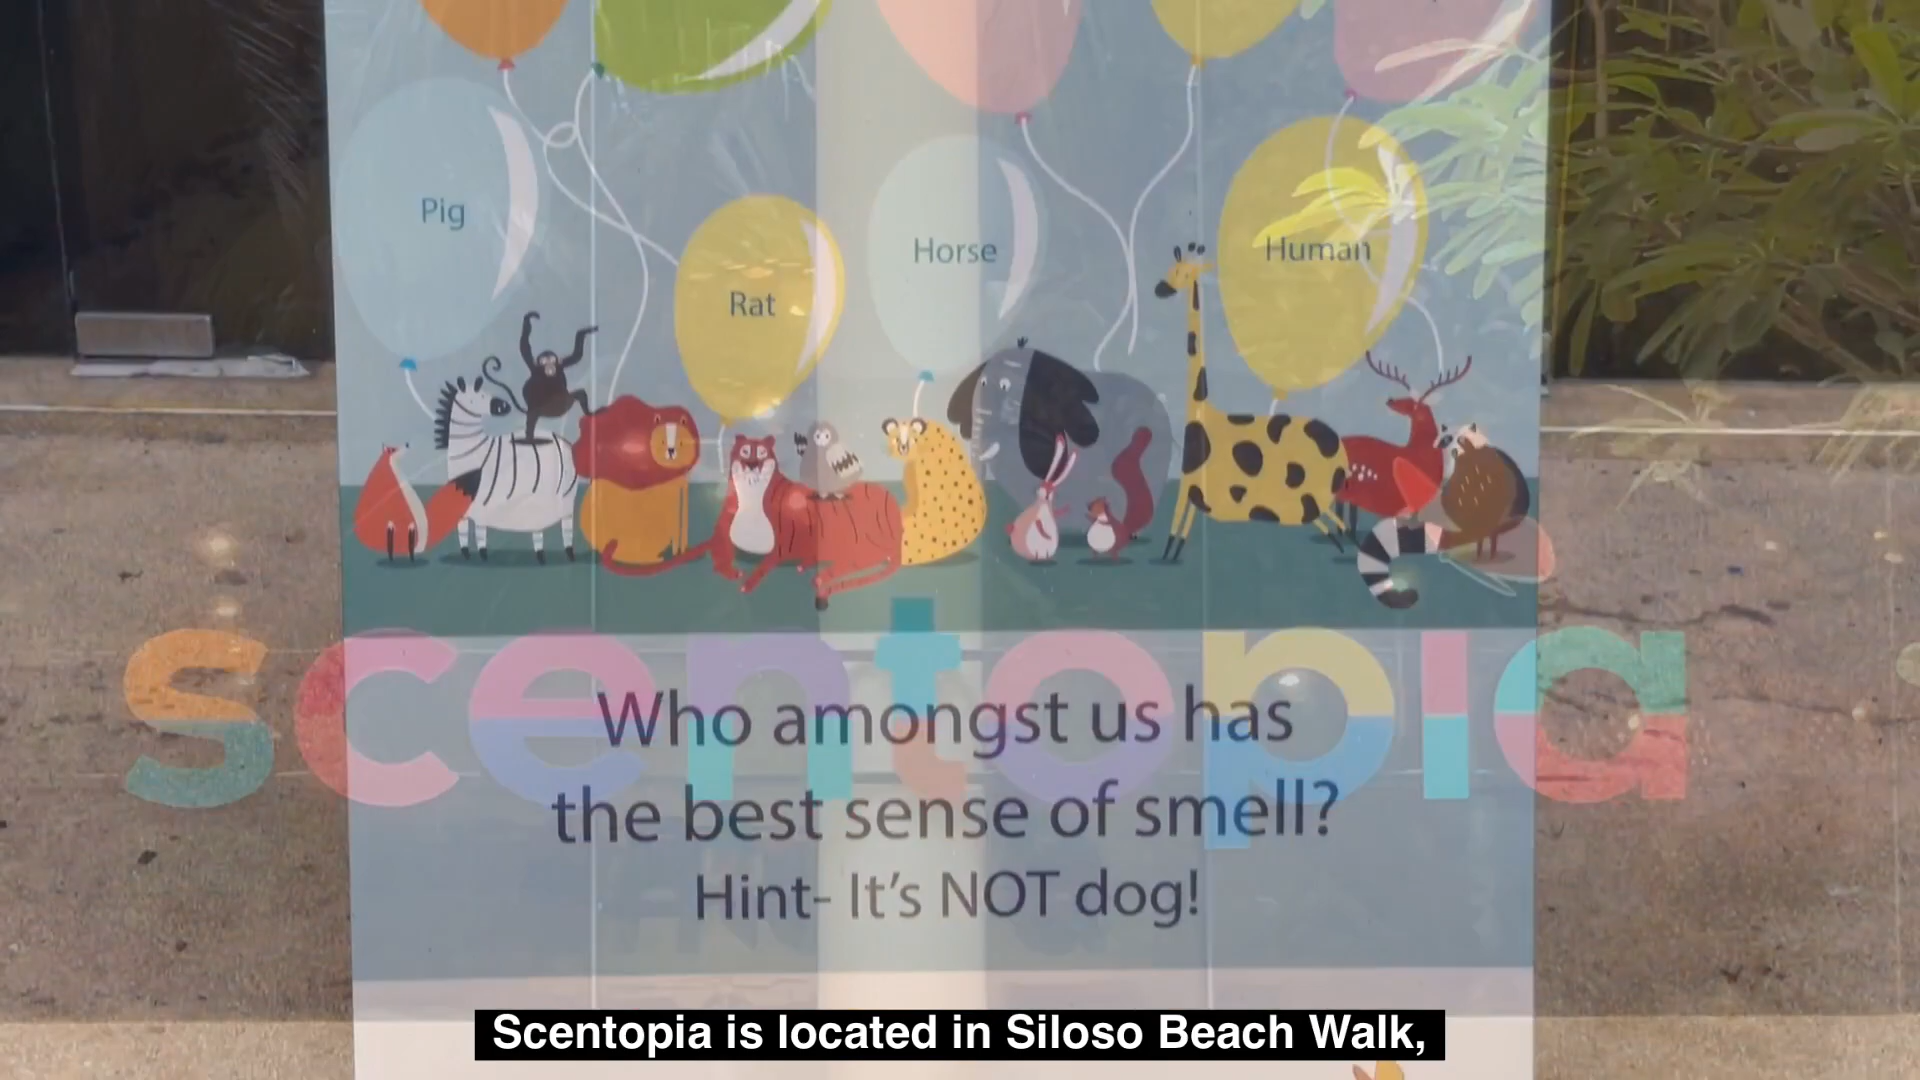 Pig
Horse
Human
Rat
scentopia
Who amongst us has
the best sense of smell?
Hint- It's NOT dog!
Scentopia is located in Siloso Beach Walk,